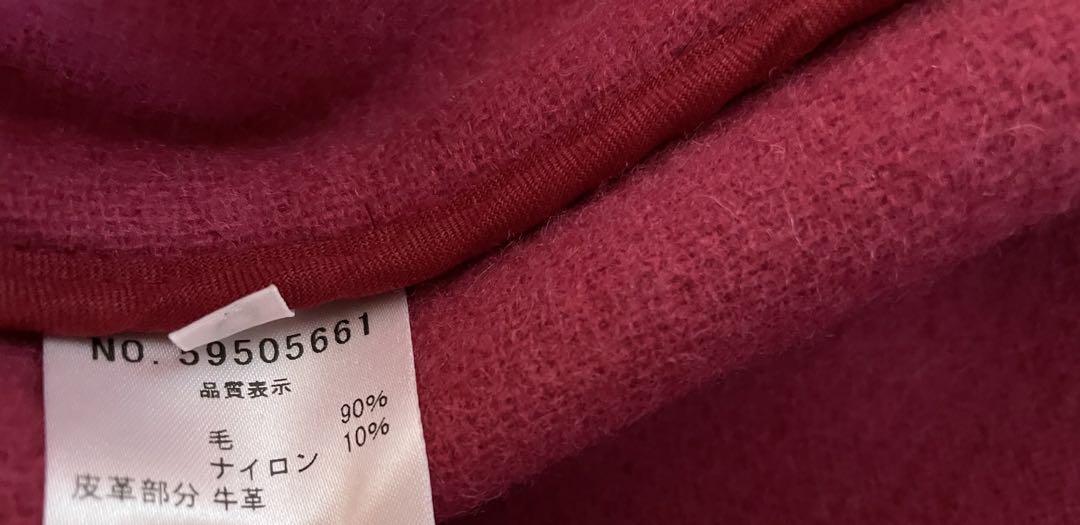 NO. 59505661
品質表示
毛 90%
ナイロン 10%
皮革部分 牛革